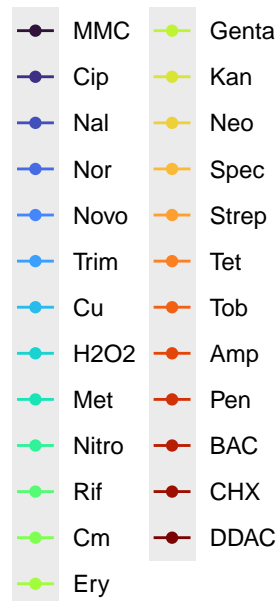 MMC
Cip
Nal
Nor
Novo
Trim
Cu
H2O2
Met
Nitro
Rif
Cm
Ery
Genta
Kan
Neo
Spec
Strep
Tet
Tob
Amp
Pen
BAC
CHX
DDAC